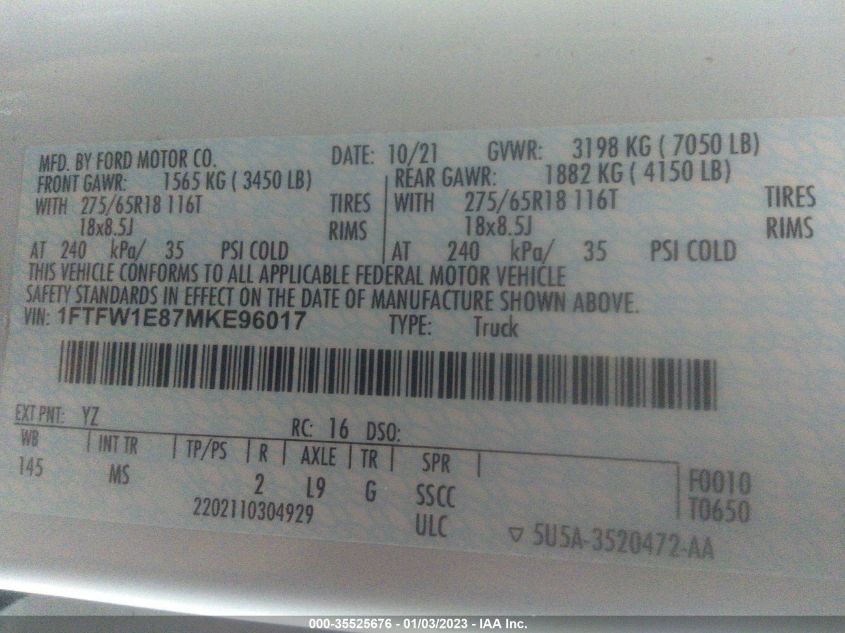 MFD. BY FORD MOTOR CO. DATE: 10/21 GVWR: 3198 KG ( 7050 LB)
FRONT GAWR: 1565 KG ( 3450 LB) REAR GAWR: 1882 KG ( 4150 LB)
WITH 275/65R18 116T TIRES WITH 275/65R18 116T TIRES
18x8.5J RIMS 18x8.5J RIMS
AT 240 kPa/ 35 PSI COLD AT 240 kPa/ 35 PSI COLD
THIS VEHICLE CONFORMS TO ALL APPLICABLE FEDERAL MOTOR VEHICLE
SAFETY STANDARDS IN EFFECT ON THE DATE OF MANUFACTURE SHOWN ABOVE.
VIN: 1FTFW1E87MKE96017 TYPE: Truck
EXT PNT: YZ RC: 16 DSO:
WB INT TR TP/PS R AXLE TR SPR
145 MS 2 L9 G SSCC F0010
2202110304929 ULC T0650
▽ 5U5A-3520472-AA
000-35525676 - 01/03/2023 - IAA Inc.